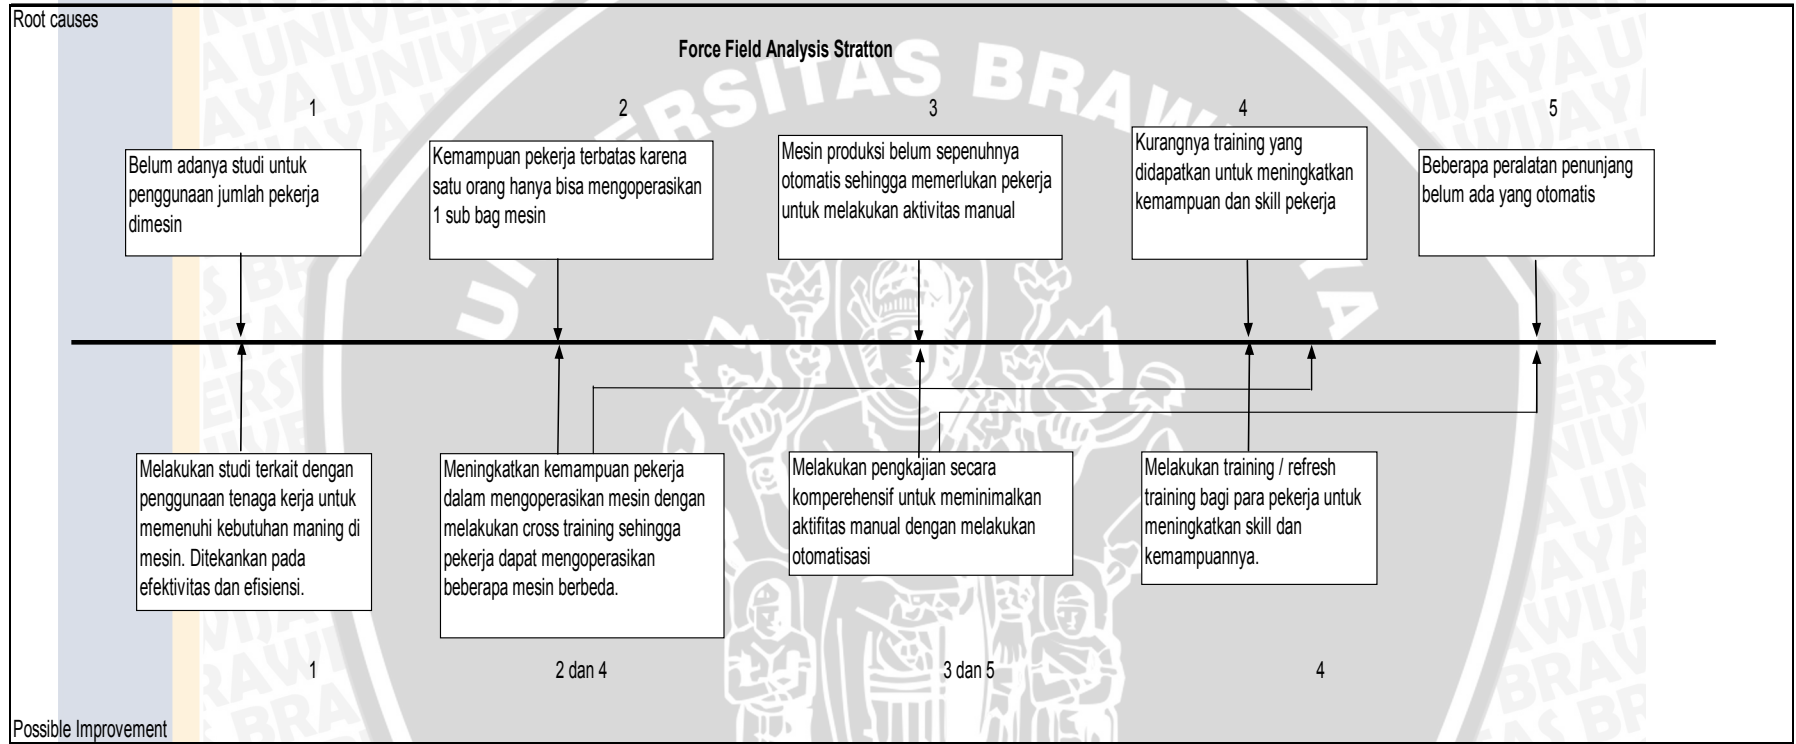 Root causes
Force Field Analysis Stratton
1
2
3
4
5
Belum adanya studi untuk
penggunaan jumlah pekerja
dimesin
Kemampuan pekerja terbatas karena
satu orang hanya bisa mengoperasikan
1 sub bag mesin
Mesin produksi belum sepenuhnya
otomatis sehingga memerlukan pekerja
untuk melakukan aktivitas manual
Kurangnya training yang
didapatkan untuk meningkatkan
kemampuan dan skill pekerja
Beberapa peralatan penunjang
belum ada yang otomatis
Melakukan studi terkait dengan
penggunaan tenaga kerja untuk
memenuhi kebutuhan maning di
mesin. Ditekankan pada
efektivitas dan efisiensi.
Meningkatkan kemampuan pekerja
dalam mengoperasikan mesin dengan
melakukan cross training sehingga
pekerja dapat mengoperasikan
beberapa mesin berbeda.
Melakukan pengkajian secara
komperehensif untuk meminimalkan
aktifitas manual dengan melakukan
otomatisasi
Melakukan training / refresh
training bagi para pekerja untuk
meningkatkan skill dan
kemampuannya.
1
2 dan 4
3 dan 5
4
Possible Improvement